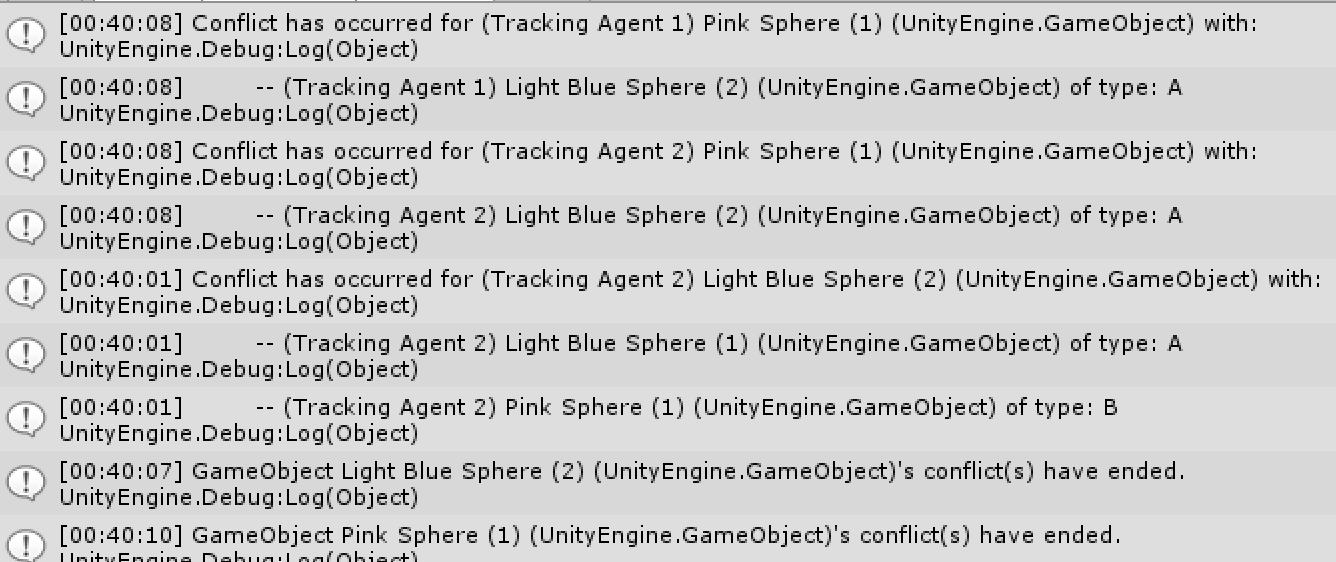 [00:40:08] Conflict has occurred for (Tracking Agent 1) Pink Sphere (1) (UnityEngine.GameObject) with:
UnityEngine.Debug:Log(Object)
[00:40:08] -- (Tracking Agent 1) Light Blue Sphere (2) (UnityEngine.GameObject) of type: A
UnityEngine.Debug:Log(Object)
[00:40:08] Conflict has occurred for (Tracking Agent 2) Pink Sphere (1) (UnityEngine.GameObject) with:
UnityEngine.Debug:Log(Object)
[00:40:08] -- (Tracking Agent 2) Light Blue Sphere (2) (UnityEngine.GameObject) of type: A
UnityEngine.Debug:Log(Object)
[00:40:01] Conflict has occurred for (Tracking Agent 2) Light Blue Sphere (2) (UnityEngine.GameObject) with:
UnityEngine.Debug:Log(Object)
[00:40:01] -- (Tracking Agent 2) Light Blue Sphere (1) (UnityEngine.GameObject) of type: A
UnityEngine.Debug:Log(Object)
[00:40:01] -- (Tracking Agent 2) Pink Sphere (1) (UnityEngine.GameObject) of type: B
UnityEngine.Debug:Log(Object)
[00:40:07] GameObject Light Blue Sphere (2) (UnityEngine.GameObject)'s conflict(s) have ended.
UnityEngine.Debug:Log(Object)
[00:40:10] GameObject Pink Sphere (1) (UnityEngine.GameObject)'s conflict(s) have ended.
UnityEngine.Debug:Log(Object)